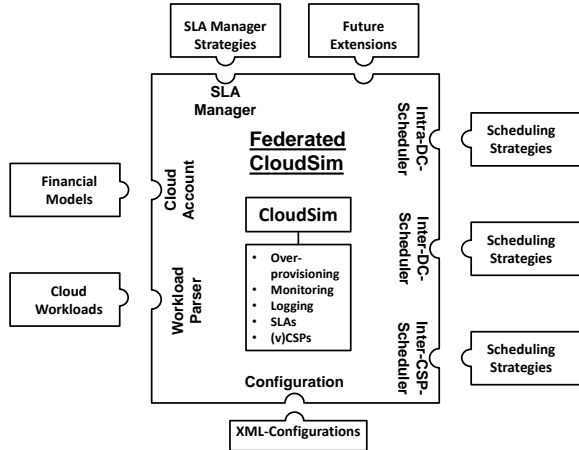 SLA Manager
Strategies
Future
Extensions
SLA
Manager
Federated
CloudSim
Intra-DC-
Scheduler
Scheduling
Strategies
Financial
Models
Cloud
Account
CloudSim
Inter-DC-
Scheduler
Scheduling
Strategies
• Over-
provisioning
• Monitoring
• Logging
• SLAs
• (v)CSPs
Cloud
Workloads
Workload
Parser
Inter-CSP-
Scheduler
Scheduling
Strategies
Configuration
XML-Configurations